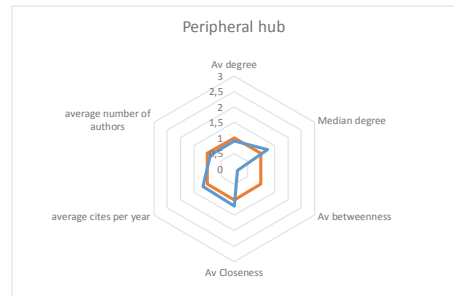 Peripheral hub
Av degree
3
2,5
2
1,5
1
0,5
0
Median degree
Av betweenness
Av Closeness
average cites per year
average number of
authors